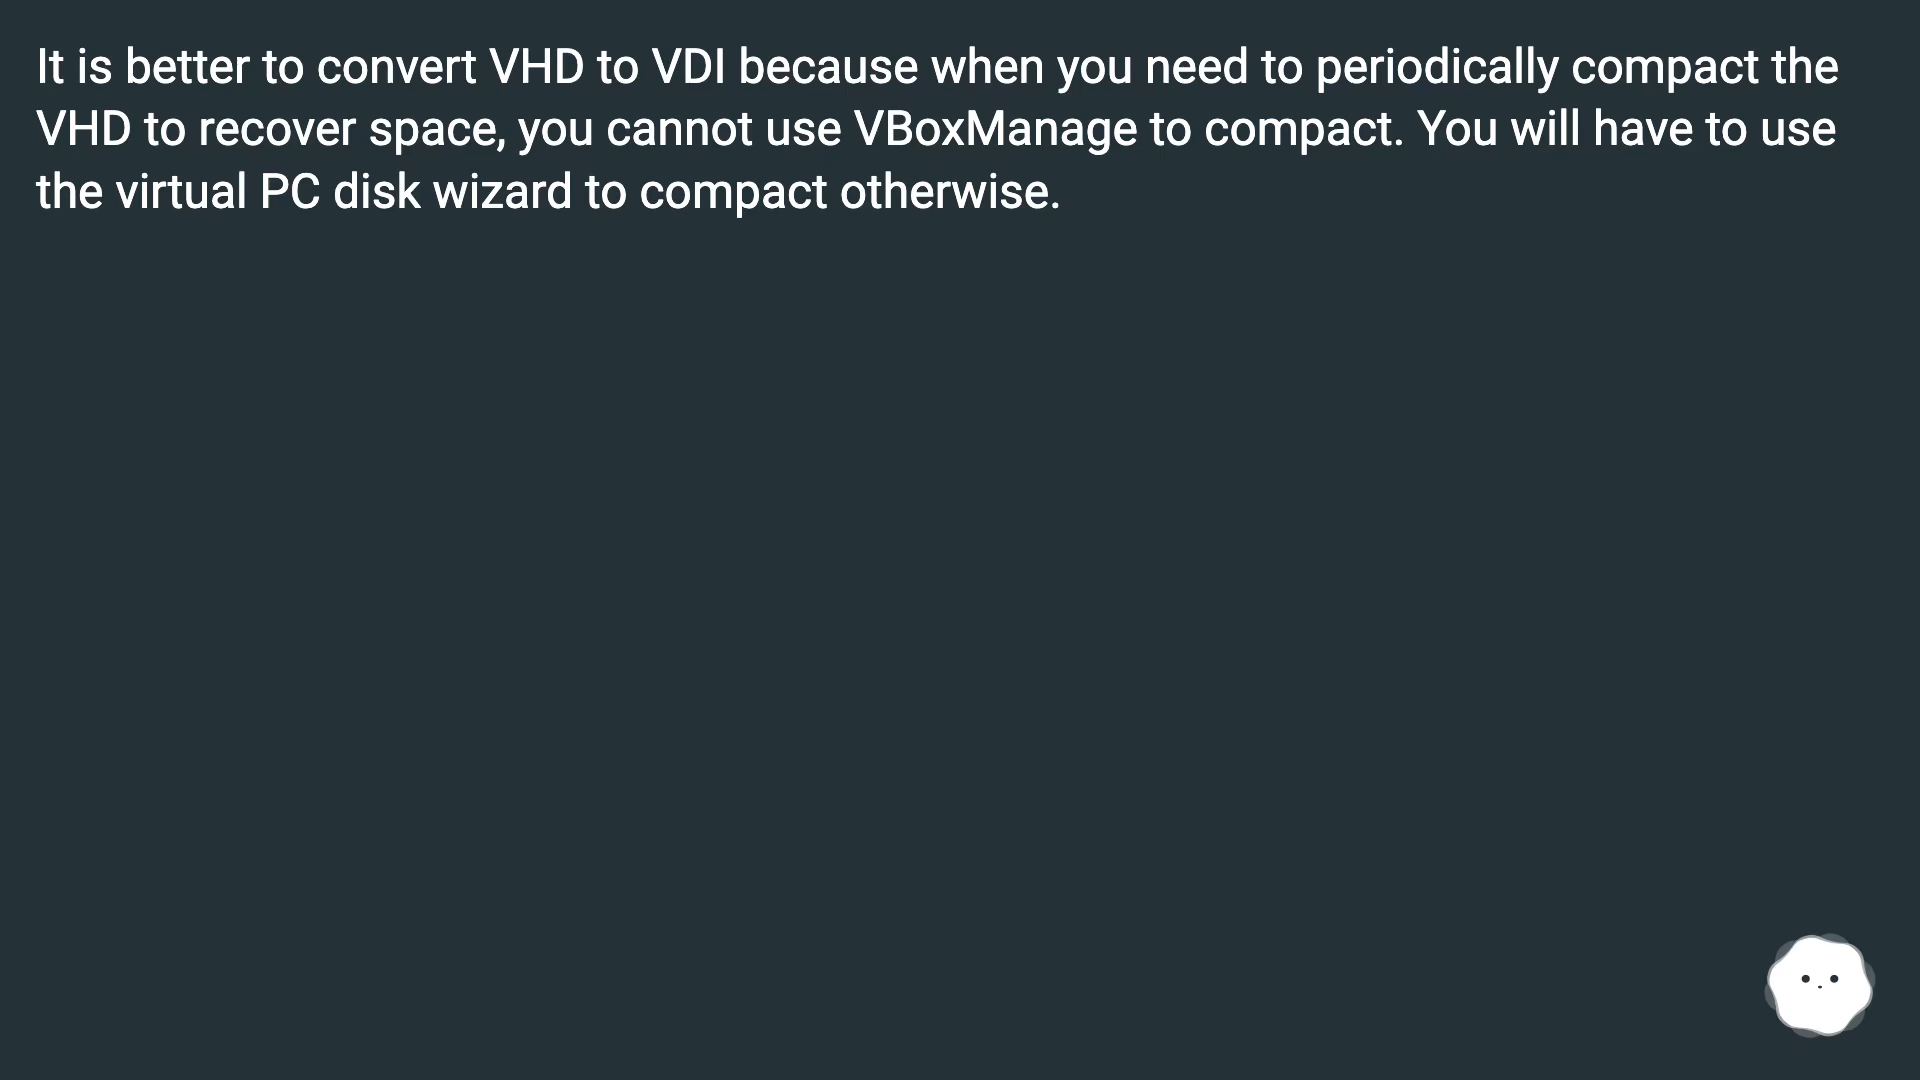 It is better to convert VHD to VDI because when you need to periodically compact the
VHD to recover space, you cannot use VBoxManage to compact. You will have to use
the virtual PC disk wizard to compact otherwise.